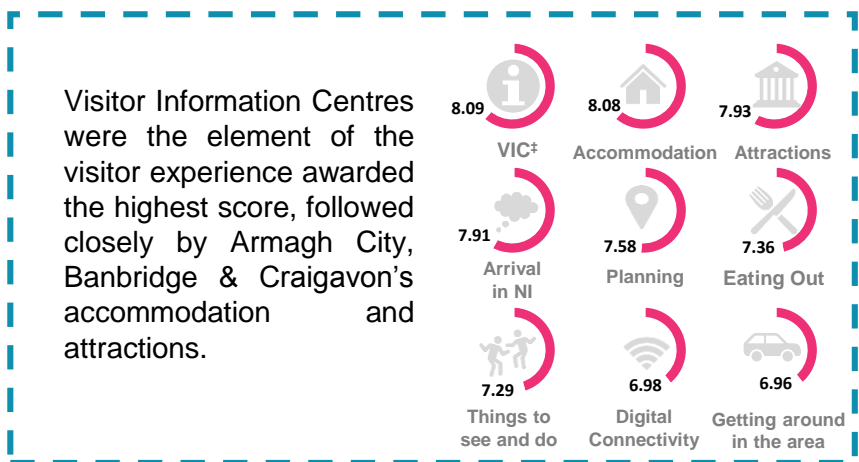 Visitor Information Centres
were the element of the
visitor experience awarded
the highest score, followed
closely by Armagh City,
Banbridge & Craigavon's
accommodation and
attractions.
8.09
VIC‡
8.08
Accommodation
7.93
Attractions
7.91
Arrival
in NI
7.58
Planning
7.36
Eating Out
7.29
Things to
see and do
6.98
Digital
Connectivity
6.96
Getting around
in the area